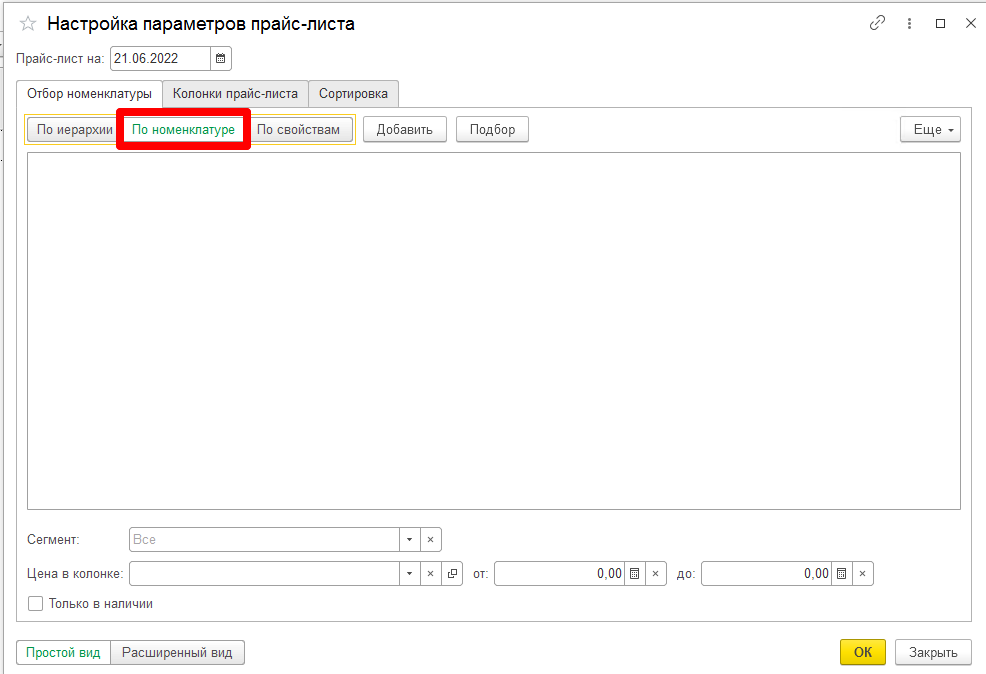 Настройка параметров прайс-листа
Прайс-лист на: 21.06.2022
Отбор номенклатуры Колонки прайс-листа Сортировка
По иерархии По номенклатуре По свойствам Добавить Подбор Еще
Сегмент: Все
Цена в колонке: от: 0,00 до: 0,00
Только в наличии
Простой вид Расширенный вид ОК Закрыть